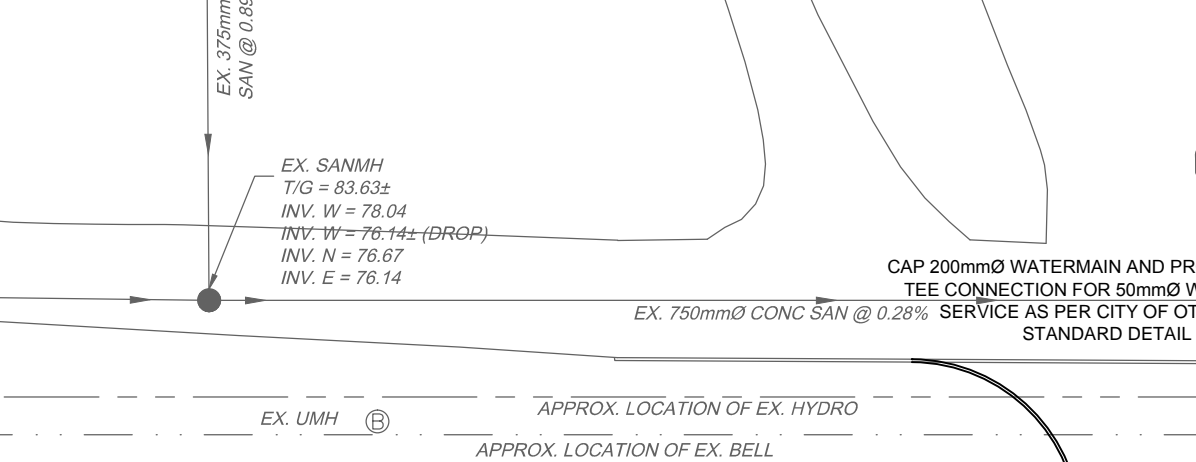 EX. 375mm
SAN @ 0.89
EX. SANMH
T/G = 83.63±
INV. W = 78.04
INV. W = 76.14± (DROP)
INV. N = 76.67
INV. E = 76.14
CAP 200mmØ WATERMAIN AND PR
TEE CONNECTION FOR 50mmØ W
EX. 750mmØ CONC SAN @ 0.28%
SERVICE AS PER CITY OF OT
STANDARD DETAIL
APPROX. LOCATION OF EX. HYDRO
EX. UMH B
APPROX. LOCATION OF EX. BELL